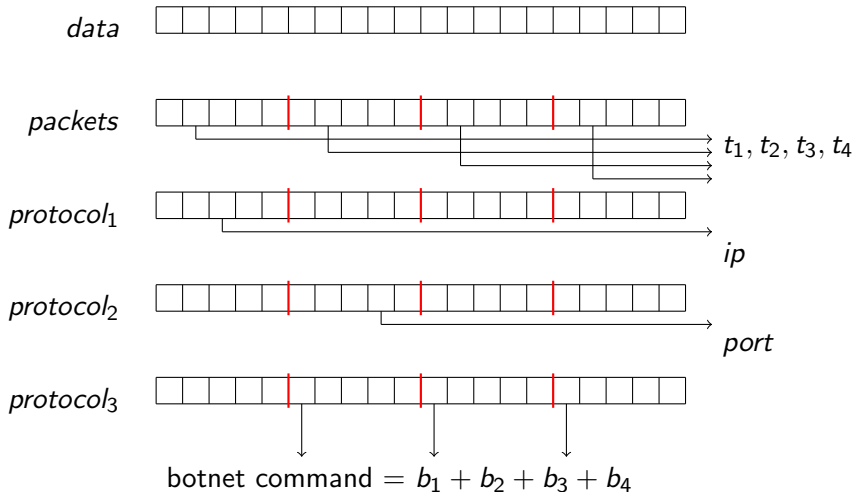 data
packets
t₁, t₂, t₃, t₄
protocol₁
ip
protocol₂
port
protocol₃
botnet command = b₁ + b₂ + b₃ + b₄